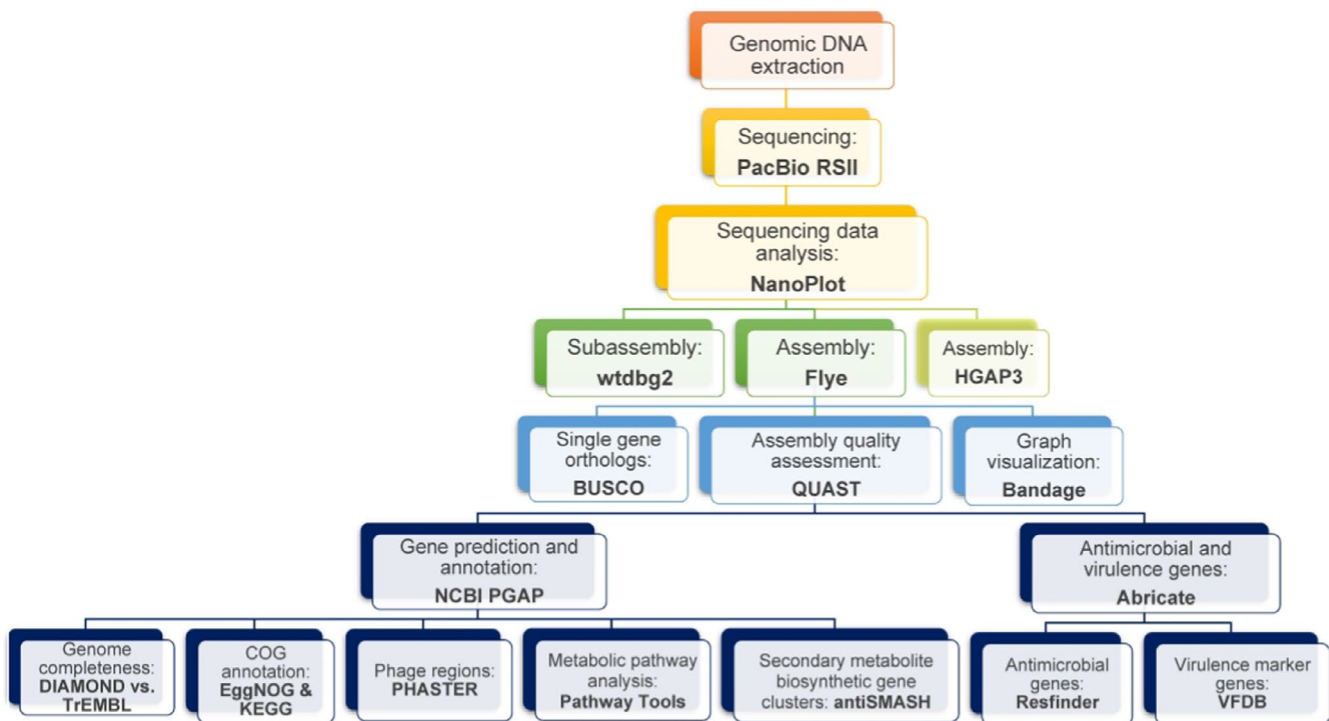 Genomic DNA
extraction
Sequencing:
PacBio RSII
Sequencing data
analysis:
NanoPlot
Subassembly:
wtdbg2
Assembly:
Flye
Assembly:
HGAP3
Single gene
orthologs:
BUSCO
Assembly quality
assessment:
QUAST
Graph
visualization:
Bandage
Gene prediction and
annotation:
NCBI PGAP
Antimicrobial and
virulence genes:
Abricate
Genome
completeness:
DIAMOND vs.
TrEMBL
COG
annotation:
EggNOG &
KEGG
Phage regions:
PHASTER
Metabolic pathway
analysis:
Pathway Tools
Secondary metabolite
biosynthetic gene
clusters: antiSMASH
Antimicrobial
genes:
Resfinder
Virulence marker
genes:
VFDB